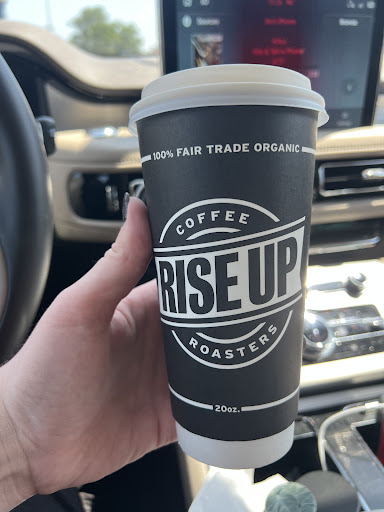 100% FAIR TRADE ORGANIC
COFFEE
RISE UP
ROASTERS
20oz.